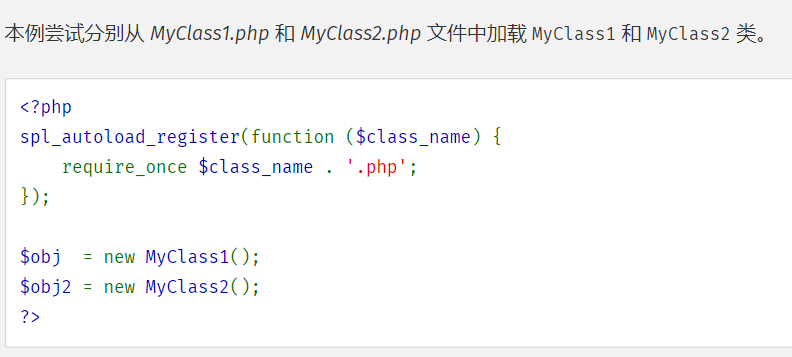 本例尝试分别从 MyClass1.php 和 MyClass2.php 文件中加载 MyClass1 和 MyClass2 类。
<?php
spl_autoload_register(function ($class_name) {
    require_once $class_name . '.php';
});

$obj  = new MyClass1();
$obj2 = new MyClass2();
?>